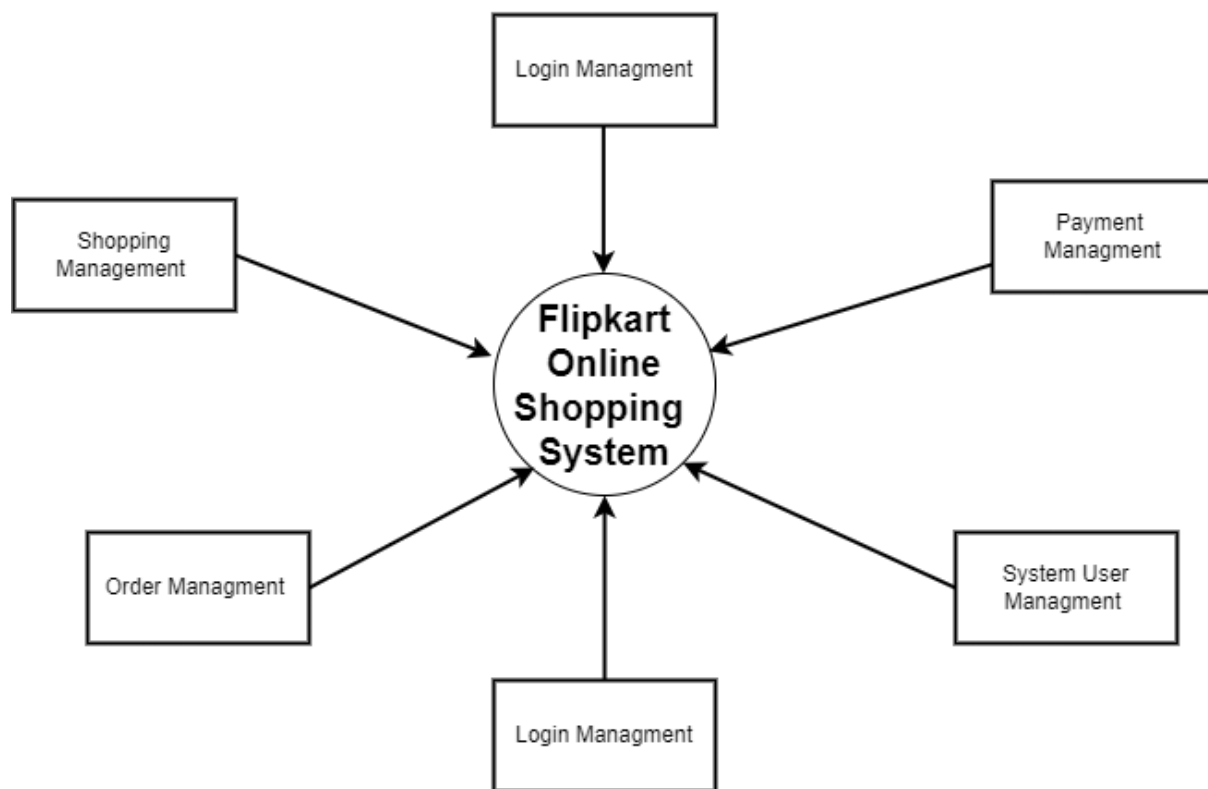 Login Managment
Shopping
Management
Payment
Managment
Flipkart
Online
Shopping
System
Order Managment
System User
Managment
Login Managment